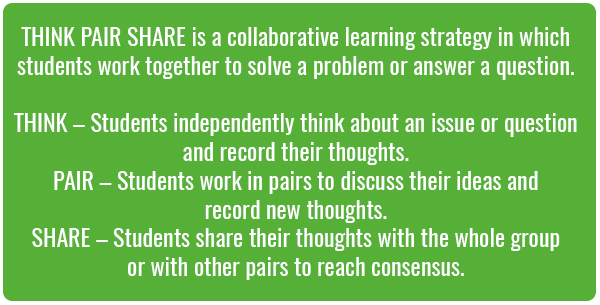 THINK PAIR SHARE is a collaborative learning strategy in which
students work together to solve a problem or answer a question.
THINK – Students independently think about an issue or question
and record their thoughts.
PAIR – Students work in pairs to discuss their ideas and
record new thoughts.
SHARE – Students share their thoughts with the whole group
or with other pairs to reach consensus.